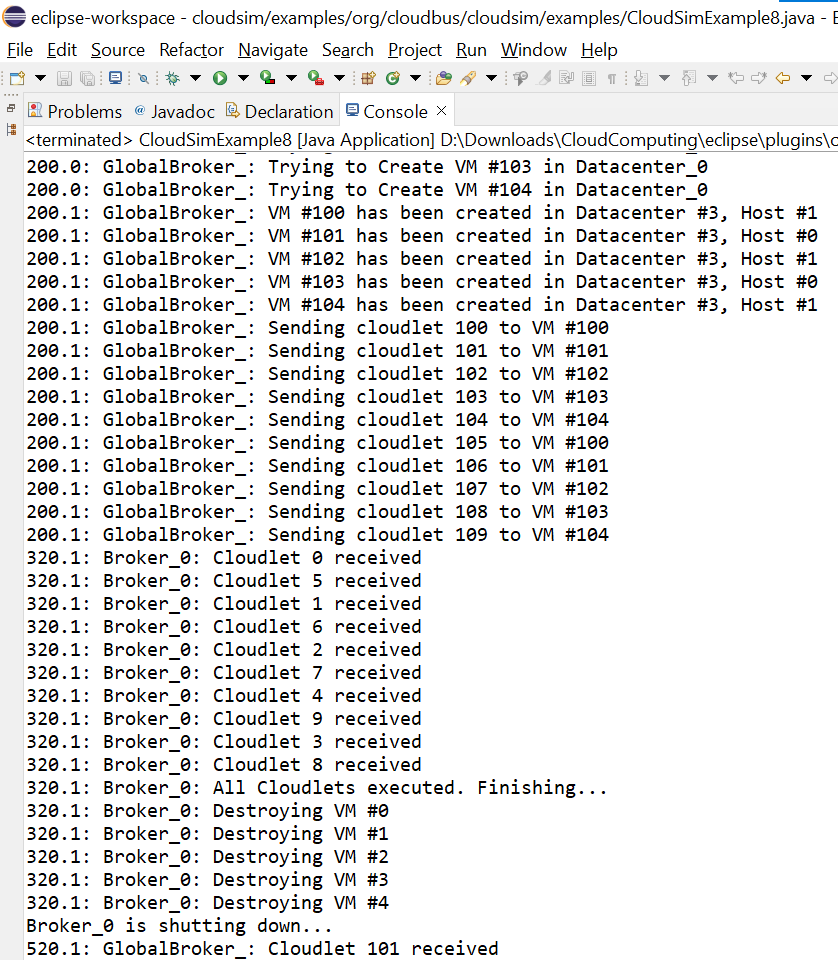 eclipse-workspace - cloudsim/examples/org/cloudbus/cloudsim/examples/CloudSimExample8.java - E
File Edit Source Refactor Navigate Search Project Run Window Help
Problems @ Javadoc Declaration Console
<terminated> CloudSimExample8 [Java Application] D:\Downloads\CloudComputing\eclipse\plugins\o
200.0: GlobalBroker_: Trying to Create VM #103 in Datacenter_0
200.0: GlobalBroker_: Trying to Create VM #104 in Datacenter_0
200.1: GlobalBroker_: VM #100 has been created in Datacenter #3, Host #1
200.1: GlobalBroker_: VM #101 has been created in Datacenter #3, Host #0
200.1: GlobalBroker_: VM #102 has been created in Datacenter #3, Host #1
200.1: GlobalBroker_: VM #103 has been created in Datacenter #3, Host #0
200.1: GlobalBroker_: VM #104 has been created in Datacenter #3, Host #1
200.1: GlobalBroker_: Sending cloudlet 100 to VM #100
200.1: GlobalBroker_: Sending cloudlet 101 to VM #101
200.1: GlobalBroker_: Sending cloudlet 102 to VM #102
200.1: GlobalBroker_: Sending cloudlet 103 to VM #103
200.1: GlobalBroker_: Sending cloudlet 104 to VM #104
200.1: GlobalBroker_: Sending cloudlet 105 to VM #100
200.1: GlobalBroker_: Sending cloudlet 106 to VM #101
200.1: GlobalBroker_: Sending cloudlet 107 to VM #102
200.1: GlobalBroker_: Sending cloudlet 108 to VM #103
200.1: GlobalBroker_: Sending cloudlet 109 to VM #104
320.1: Broker_0: Cloudlet 0 received
320.1: Broker_0: Cloudlet 5 received
320.1: Broker_0: Cloudlet 1 received
320.1: Broker_0: Cloudlet 6 received
320.1: Broker_0: Cloudlet 2 received
320.1: Broker_0: Cloudlet 7 received
320.1: Broker_0: Cloudlet 4 received
320.1: Broker_0: Cloudlet 9 received
320.1: Broker_0: Cloudlet 3 received
320.1: Broker_0: Cloudlet 8 received
320.1: Broker_0: All Cloudlets executed. Finishing...
320.1: Broker_0: Destroying VM #0
320.1: Broker_0: Destroying VM #1
320.1: Broker_0: Destroying VM #2
320.1: Broker_0: Destroying VM #3
320.1: Broker_0: Destroying VM #4
Broker_0 is shutting down...
520.1: GlobalBroker_: Cloudlet 101 received